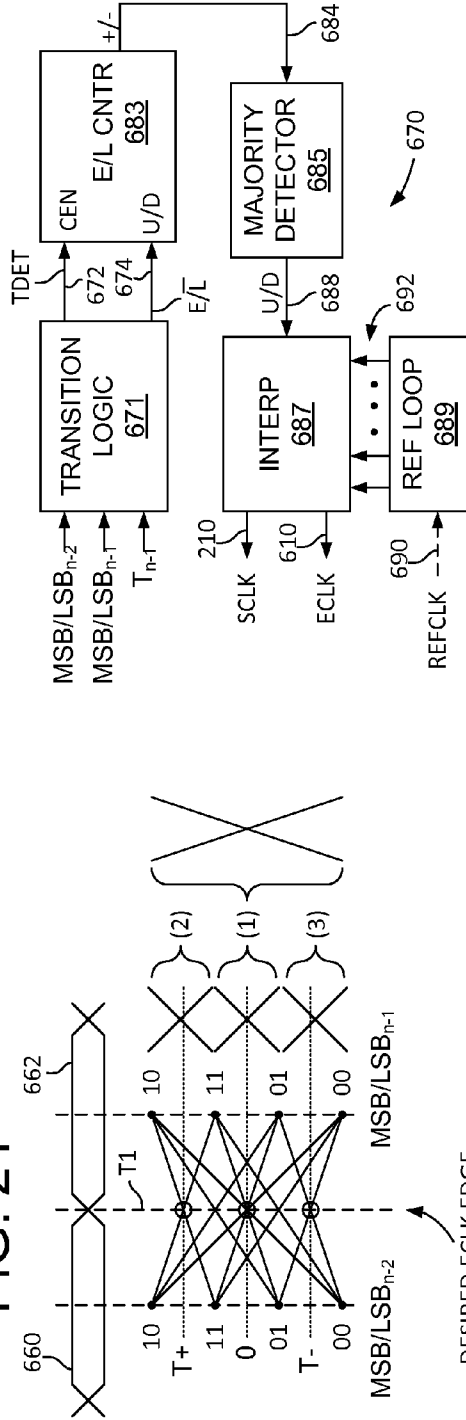 FIG. 21
660
662
T1
10
11
01
00
T+
0
T-
MSB/LSBn-2
10
11
01
00
MSB/LSBn-1
(2)
(1)
(3)
DESIRED ECLK EDGE
MSB/LSBn-2
MSB/LSBn-1
Tn-1
TRANSITION
LOGIC
671
TDET
672
674
E/L̅
CEN
U/D
E/L CNTR
683
+/-
684
MAJORITY
DETECTOR
685
U/D
688
INTERP
687
210
SCLK
610
ECLK
692
REF LOOP
689
690
REFCLK
670